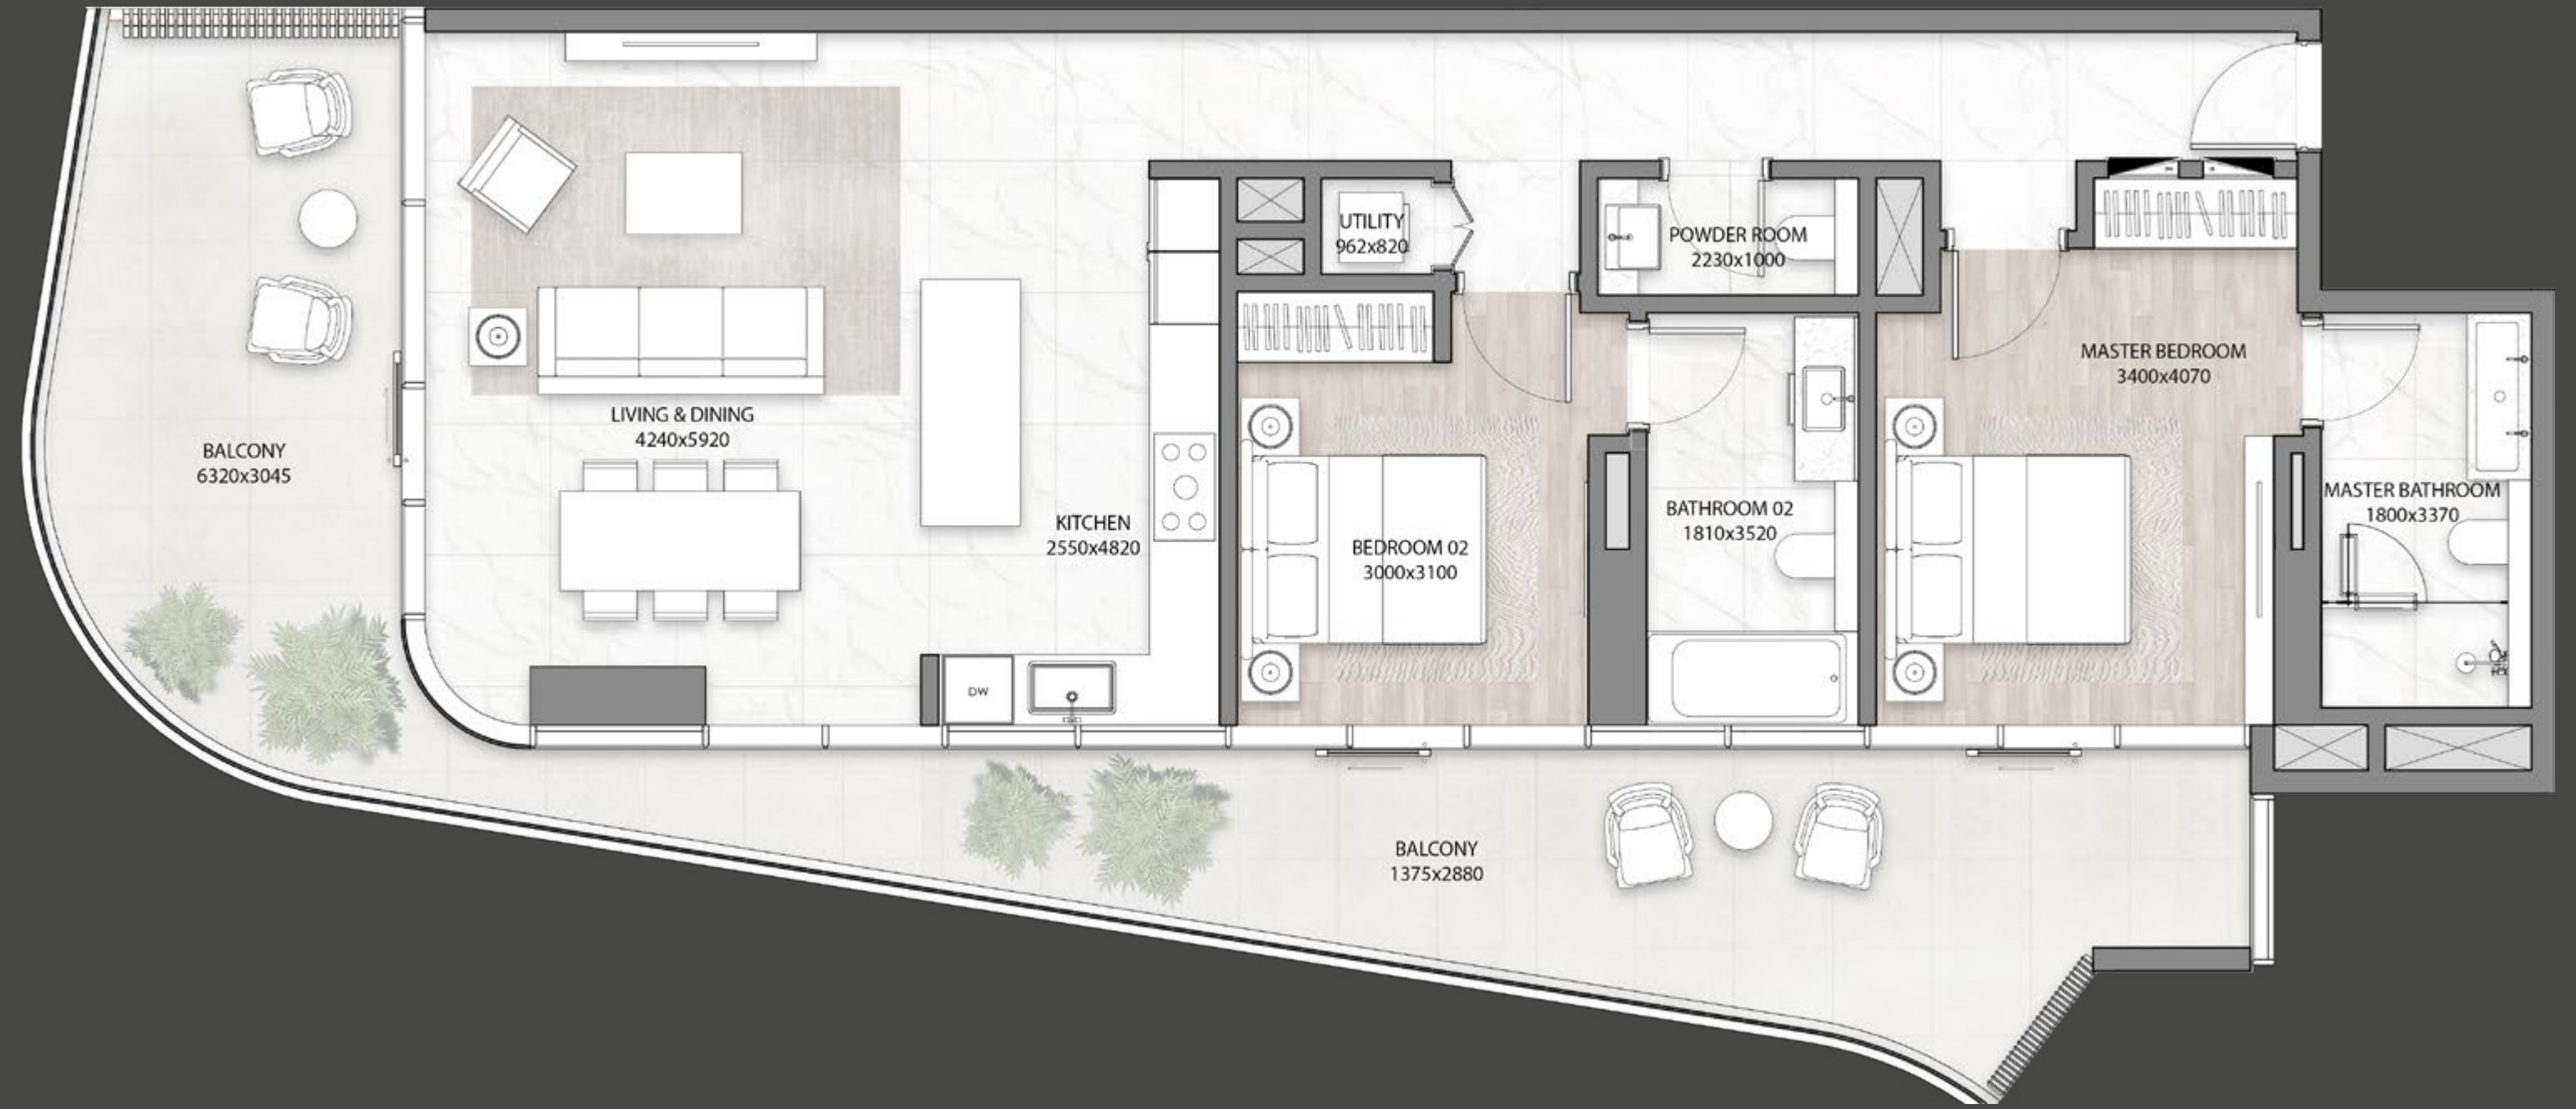 UTILITY
962x820
POWDER ROOM
2230x1000
MASTER BEDROOM
3400x4070
LIVING & DINING
4240x5920
BALCONY
6320x3045
KITCHEN
2550x4820
BEDROOM 02
3000x3100
BATHROOM 02
1810x3520
MASTER BATHROOM
1800x3370
DW
BALCONY
1375x2880